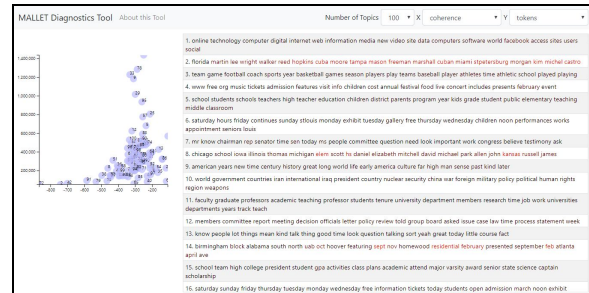 MALLET Diagnostics Tool About this Tool Number of Topics 100 X coherence Y tokens
1. online technology computer digital internet web information media new video site data computers software world facebook access sites users
social
2. florida martin lee wright walker reed hopkins cuba moore tampa mason freeman marshall cuban miami stpetersburg morgan kim michel castro
3. team game football coach sports year basketball games season players play teams baseball player athletes time athletic school played playing
4. www free org music tickets admission features visit info children cost annual festival food live concert includes presents february event
5. school students schools teachers high teacher education children district parents program year kids grade student public elementary teaching
middle classroom
6. saturday hours friday continues sunday stlouis monday exhibit tuesday gallery free thursday wednesday children noon performances works
appointment seniors louis
7. mr know chairman rep senator time sen today ms people committee question need look important work congress believe testimony ask
8. chicago school iowa illinois thomas michigan elem scott hs daniel elizabeth mitchell david michael park allen john kansas russell james
9. american years new time century history great long world life early america culture far high man sense past kind later
10. world government countries iran international iraq president country nuclear security china war foreign military policy political human rights
region weapons
11. faculty graduate professors academic teaching professor students tenure university department members research time job work universities
departments years track teach
12. members committee report meeting decision officials letter policy review told group board asked issue case law time process statement week
13. know people lot things mean kind talk thing good time look question talking sort yeah great today little course fact
14. birmingham block alabama south north uab oct hoover featuring sept nov homewood residential february presented september feb atlanta
april ave
15. school team high college president student gpa activities class plans academic attend major varsity award senior state science captain
scholarship
16. saturday sunday friday thursday tuesday monday wednesday free information tickets today students open admission march noon exhibit
1,400,000
1,200,000
1,000,000
800,000
600,000
400,000
200,000
-800 -700 -600 -500 -400 -300 -200 -100